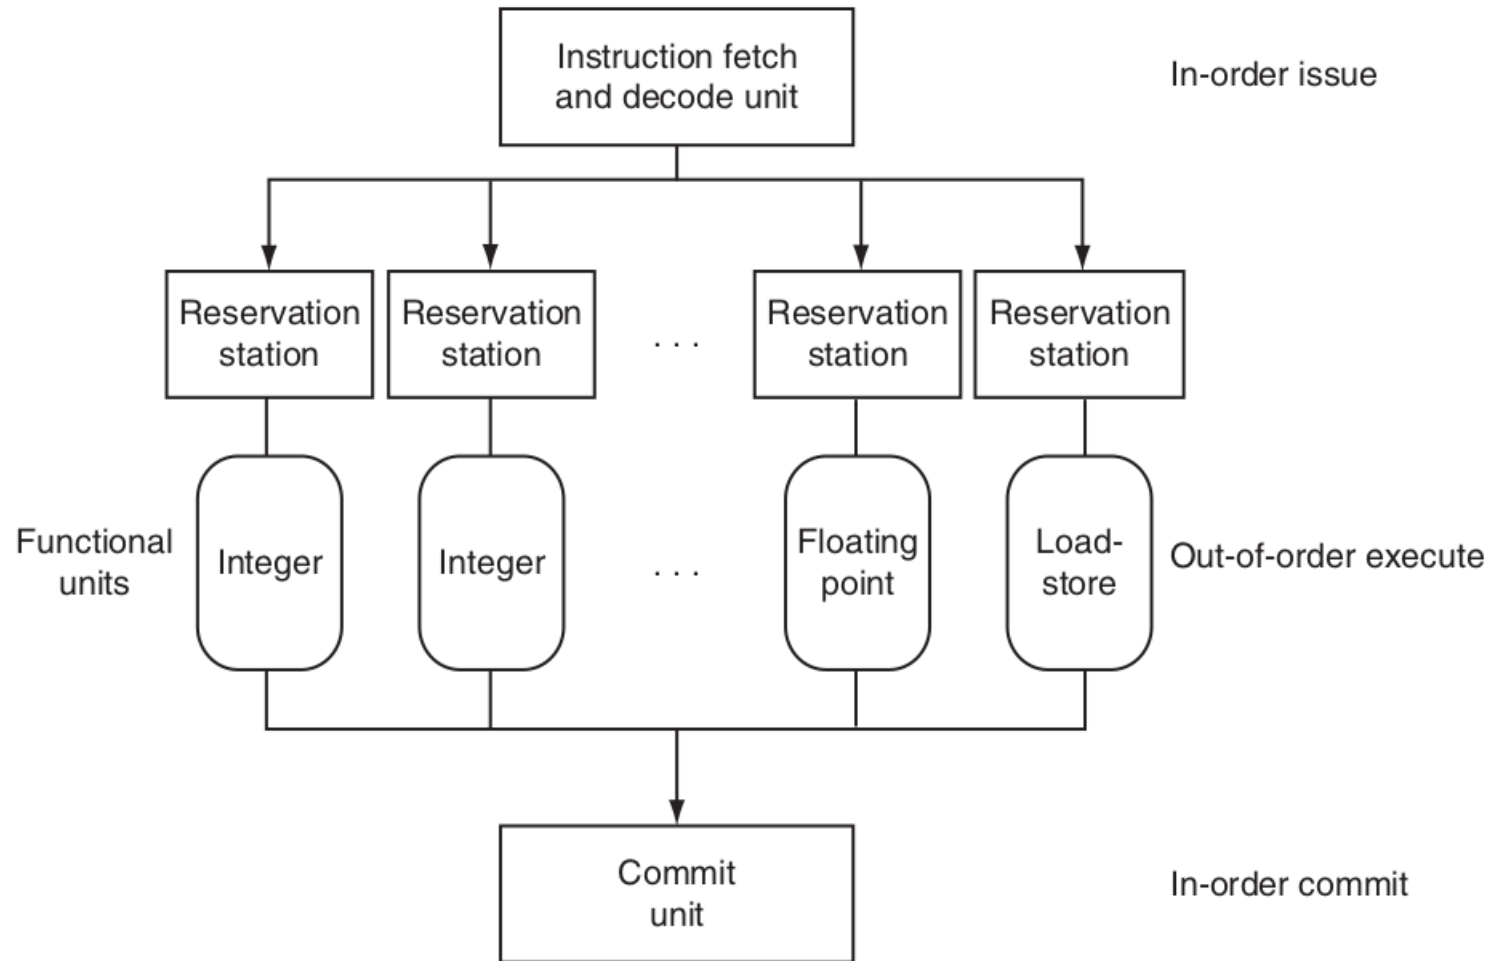 Instruction fetch
and decode unit
In-order issue
Reservation
station
Reservation
station
. . .
Reservation
station
Reservation
station
Functional
units
Integer
Integer
. . .
Floating
point
Load-
store
Out-of-order execute
Commit
unit
In-order commit